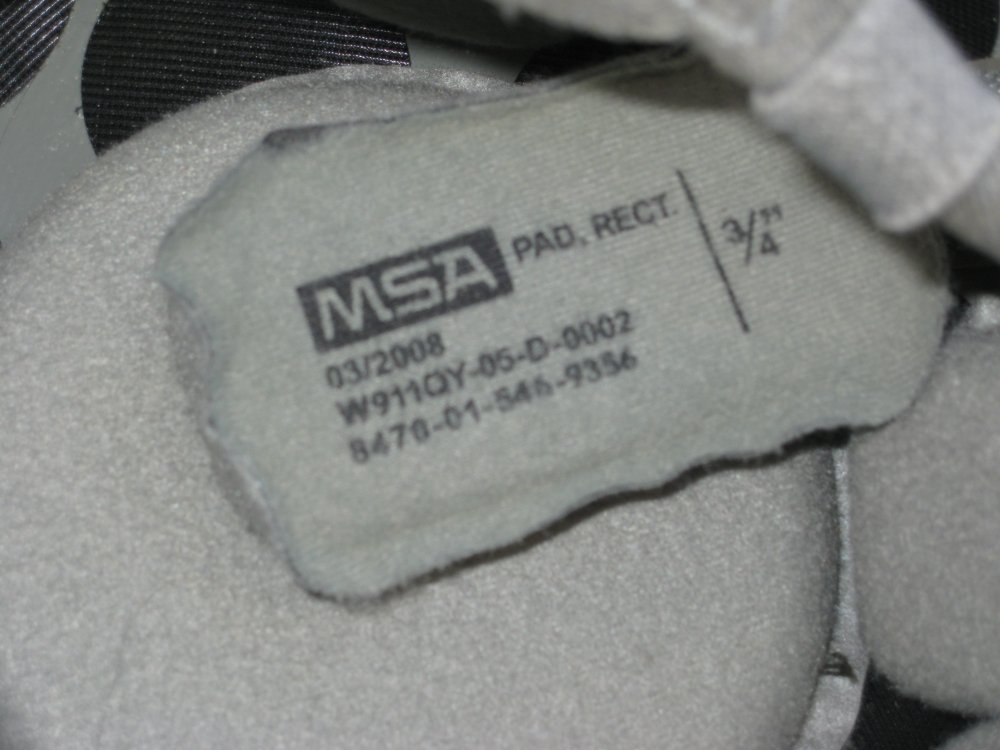 MSA PAD, RECT. 3/4"
03/2008
W911QY-05-D-0002
8470-01-546-9356